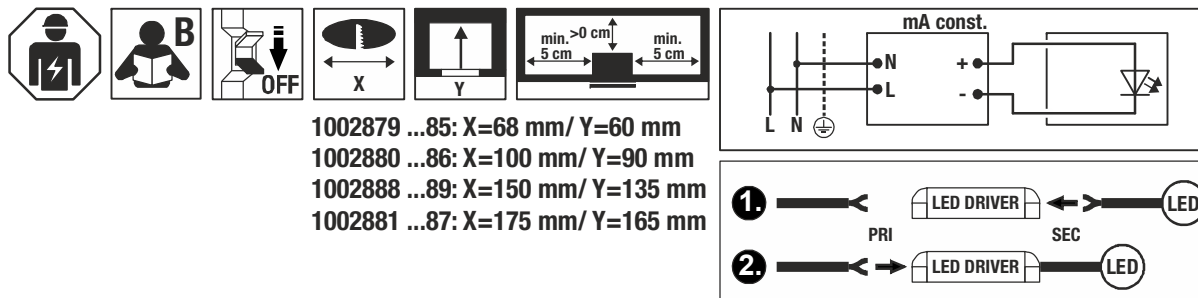 B
OFF
X
Y
min. >0 cm min.
5 cm 5 cm
1002879 ...85: X=68 mm/ Y=60 mm
1002880 ...86: X=100 mm/ Y=90 mm
1002888 ...89: X=150 mm/ Y=135 mm
1002881 ...87: X=175 mm/ Y=165 mm
mA const.
N +
L -
L N
1. LED DRIVER LED
PRI SEC
2. LED DRIVER LED